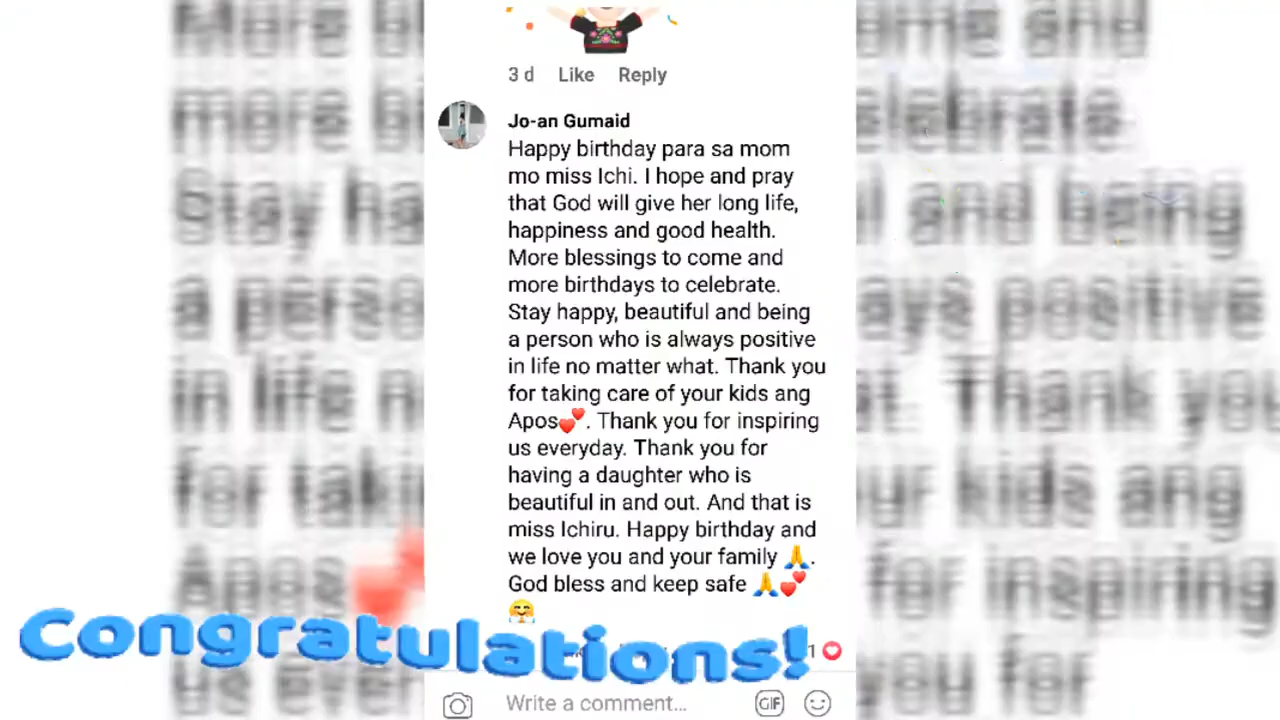 3 d Like Reply
Jo-an Gumaid
Happy birthday para sa mom
mo miss Ichi. I hope and pray
that God will give her long life,
happiness and good health.
More blessings to come and
more birthdays to celebrate.
Stay happy, beautiful and being
a person who is always positive
in life no matter what. Thank you
for taking care of your kids ang
Apos💕. Thank you for inspiring
us everyday. Thank you for
having a daughter who is
beautiful in and out. And that is
miss Ichiru. Happy birthday and
we love you and your family 🙏.
God bless and keep safe 🙏💕
😤
Congratulations!
1
Write a comment...
GIF